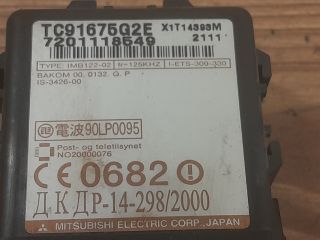 TC91675G2E X1T14393M
7201118549 2111
TYPE IMB122-02 fr=125KHZ I-ETS-300-330
BAKOM 00. 0132. G. P
IS-3426-00
電波90LP0095
Post- og teletilsynet
NO20000076
CE0682
ДКДР-14-298/2000
MITSUBISHI ELECTRIC CORP. JAPAN